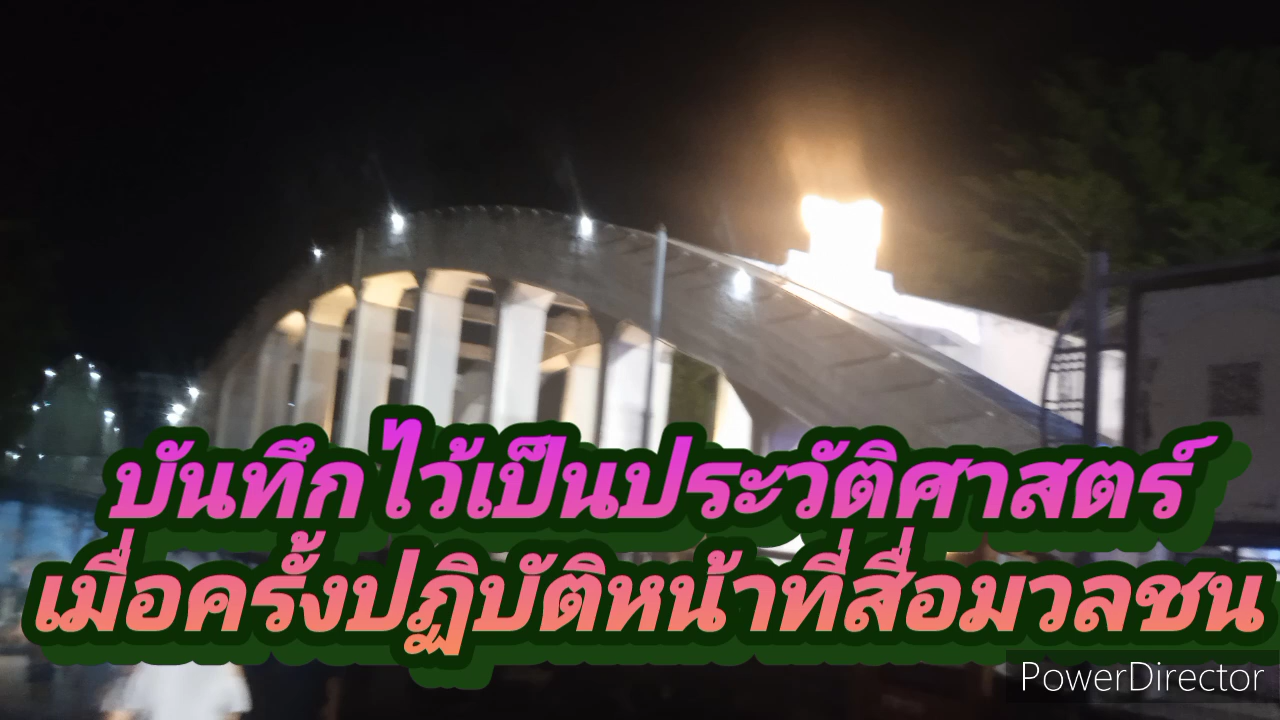 บันทึกไว้เป็นประวัติศาสตร์
เมื่อครั้งปฏิบัติหน้าที่สื่อมวลชน
PowerDirector